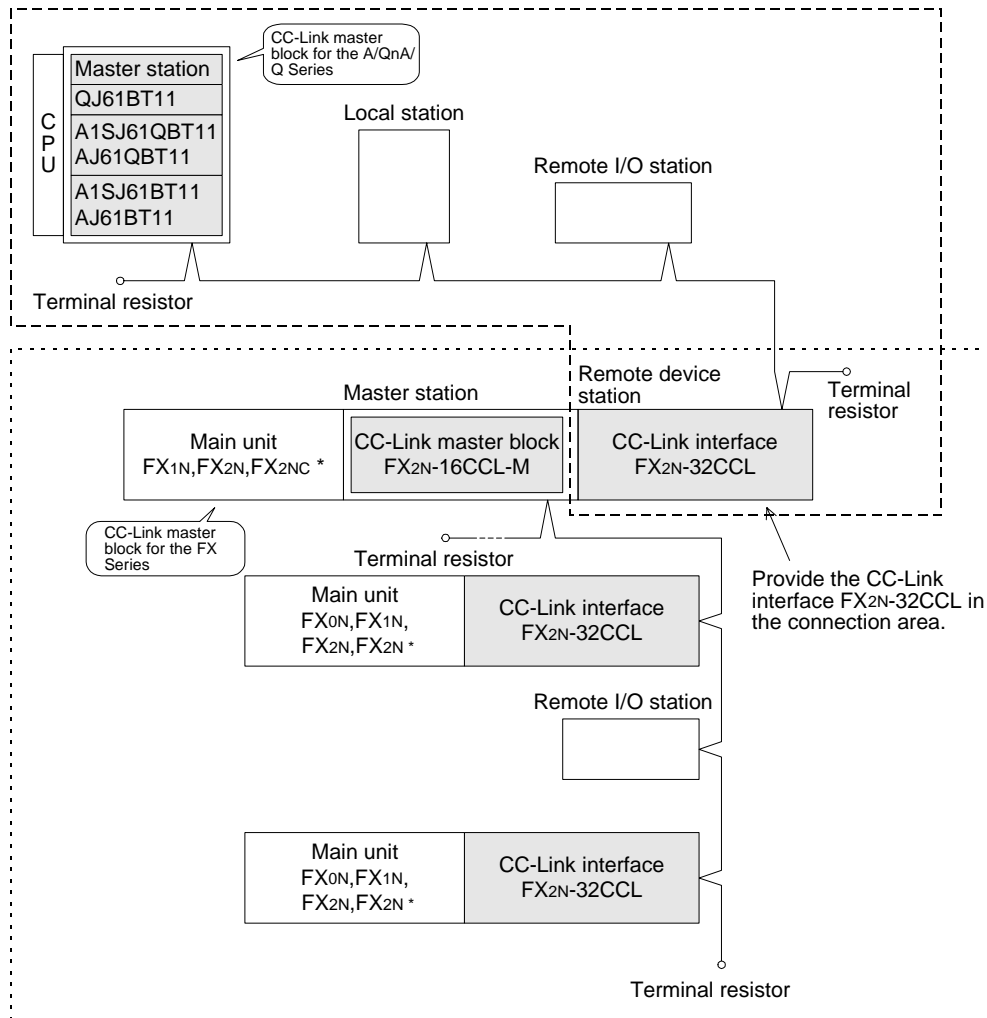 CC-Link master
block for the A/QnA/
Q Series
Master station
QJ61BT11
A1SJ61QBT11
AJ61QBT11
A1SJ61BT11
AJ61BT11
CPU
Local station
Remote I/O station
Terminal resistor
Remote device
station
Terminal
resistor
Master station
Main unit
FX1N,FX2N,FX2NC *
CC-Link master block
FX2N-16CCL-M
CC-Link interface
FX2N-32CCL
CC-Link master
block for the FX
Series
Terminal resistor
Provide the CC-Link
interface FX2N-32CCL in
the connection area.
Main unit
FX0N,FX1N,
FX2N,FX2N *
CC-Link interface
FX2N-32CCL
Remote I/O station
Main unit
FX0N,FX1N,
FX2N,FX2N *
CC-Link interface
FX2N-32CCL
Terminal resistor